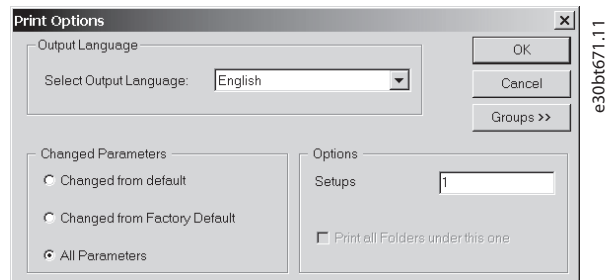 Print Options
Output Language
Select Output Language: English
OK
Cancel
Groups >>
Changed Parameters
Changed from default
Changed from Factory Default
All Parameters
Options
Setups 1
Print all Folders under this one
e30bt671.11